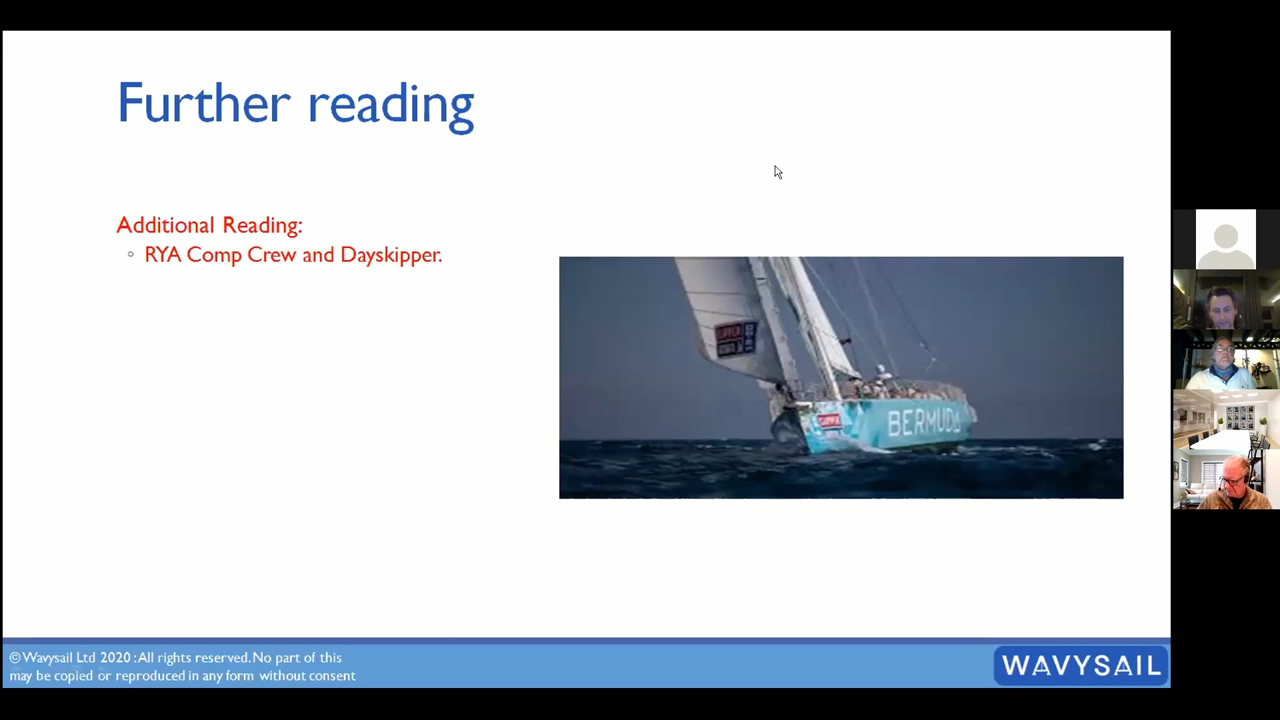 Further reading
Additional Reading:
RYA Comp Crew and Dayskipper.
CLIPPER
BERMUDA
© Wavysail Ltd 2020 : All rights reserved. No part of this
may be copied or reproduced in any form without consent
WAVYSAIL